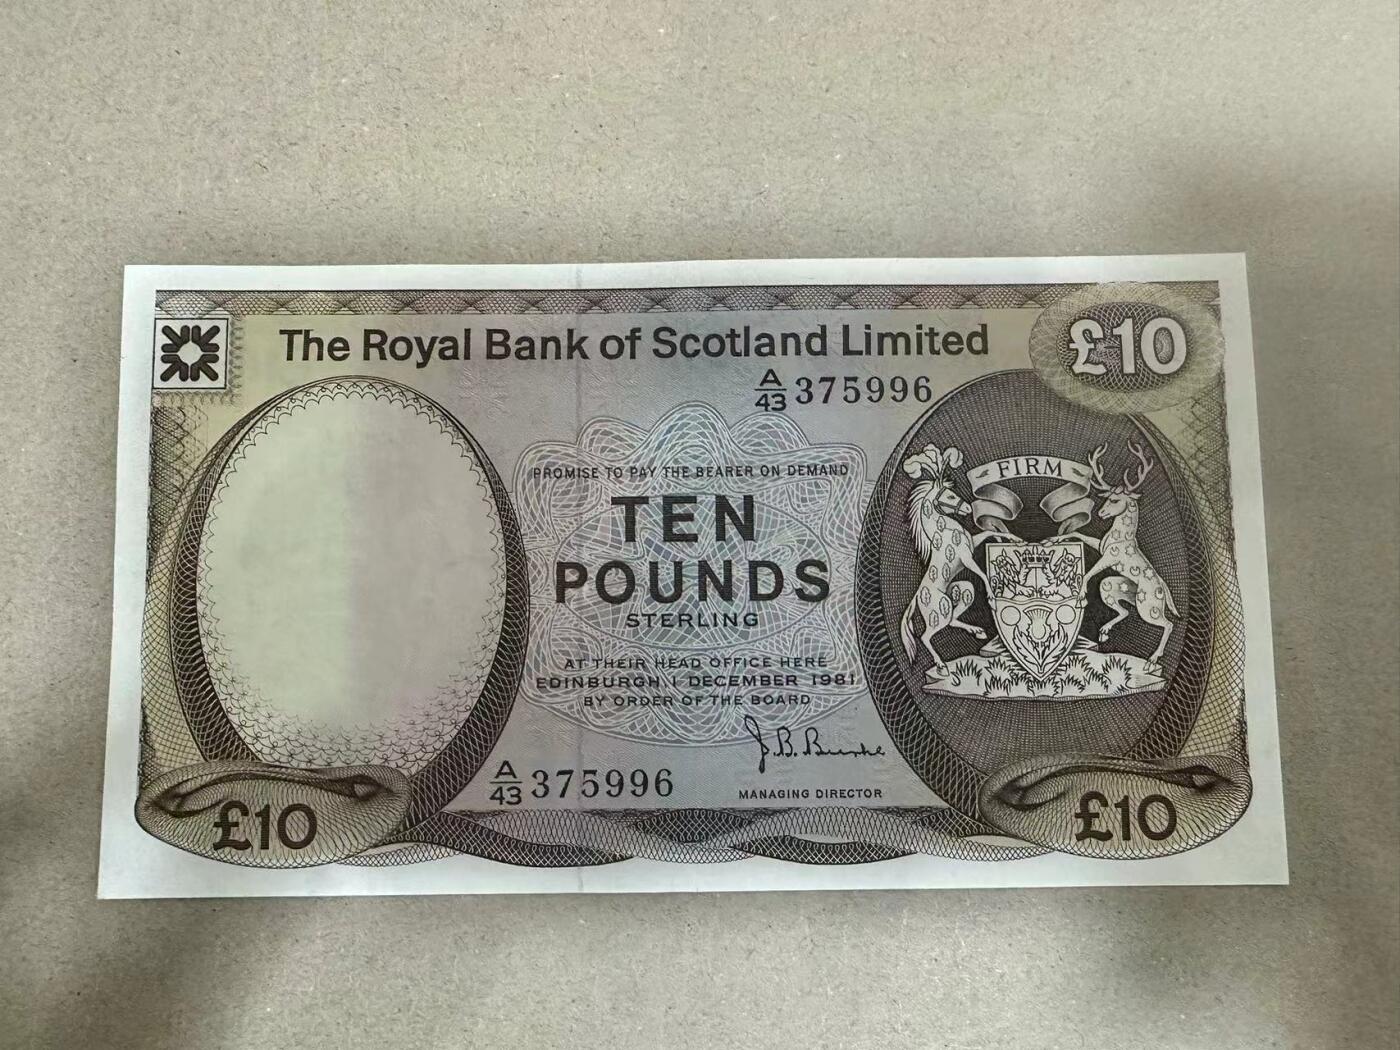 The Royal Bank of Scotland Limited
£10
A/43 375996
FIRM
PROMISE TO PAY THE BEARER ON DEMAND
TEN
POUNDS
STERLING
AT THEIR HEAD OFFICE HERE
EDINBURGH, 1 DECEMBER 1981
BY ORDER OF THE BOARD
J. B. Burke
A/43 375996
MANAGING DIRECTOR
£10
£10